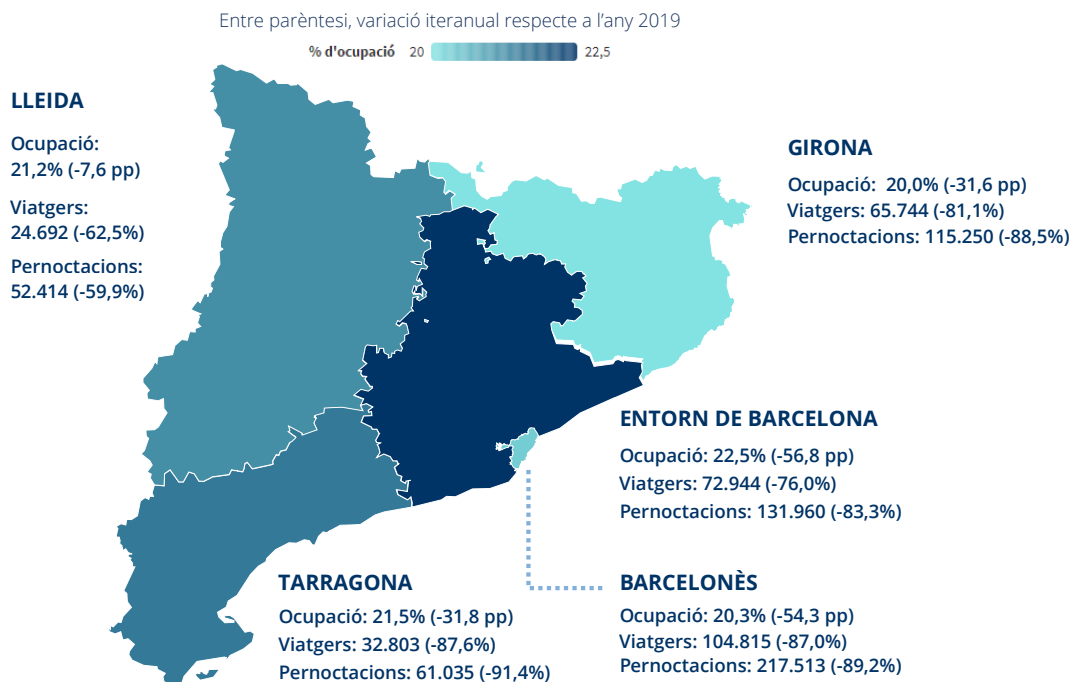 Entre parèntesi, variació iteranual respecte a l’any 2019
% d'ocupació 20 22,5
LLEIDA
Ocupació:
21,2% (-7,6 pp)
Viatgers:
24.692 (-62,5%)
Pernoctacions:
52.414 (-59,9%)
GIRONA
Ocupació: 20,0% (-31,6 pp)
Viatgers: 65.744 (-81,1%)
Pernoctacions: 115.250 (-88,5%)
ENTORN DE BARCELONA
Ocupació: 22,5% (-56,8 pp)
Viatgers: 72.944 (-76,0%)
Pernoctacions: 131.960 (-83,3%)
TARRAGONA
Ocupació: 21,5% (-31,8 pp)
Viatgers: 32.803 (-87,6%)
Pernoctacions: 61.035 (-91,4%)
BARCELONÈS
Ocupació: 20,3% (-54,3 pp)
Viatgers: 104.815 (-87,0%)
Pernoctacions: 217.513 (-89,2%)